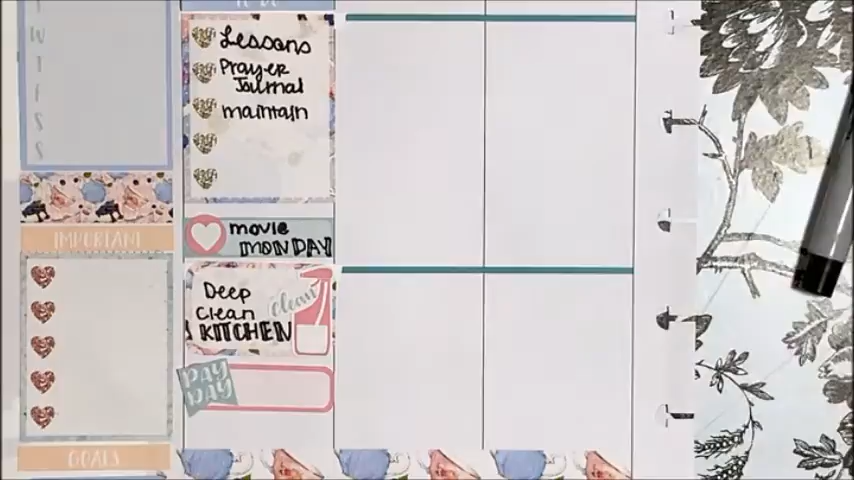 T
W
T
F
S
S
IMPORTANT
GOALS
Lessons
Prayer
Journal
maintain
movie
MONDAY
Deep
Clean
KITCHEN
clean
PAY
DAY